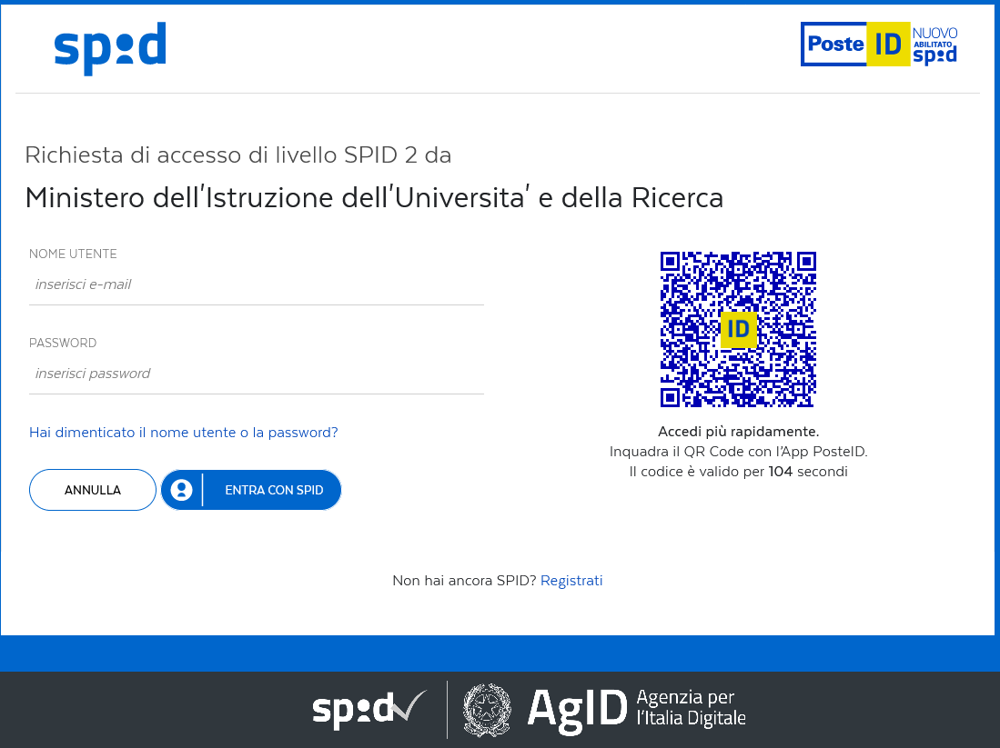 spid
Poste ID NUOVO ABILITATO spid
Richiesta di accesso di livello SPID 2 da
Ministero dell'Istruzione dell'Universita' e della Ricerca
NOME UTENTE
inserisci e-mail
PASSWORD
inserisci password
Hai dimenticato il nome utente o la password?
ANNULLA
ENTRA CON SPID
ID
Accedi più rapidamente.
Inquadra il QR Code con l'App PosteID.
Il codice è valido per 104 secondi
Non hai ancora SPID? Registrati
spid
AgID Agenzia per
l'Italia Digitale